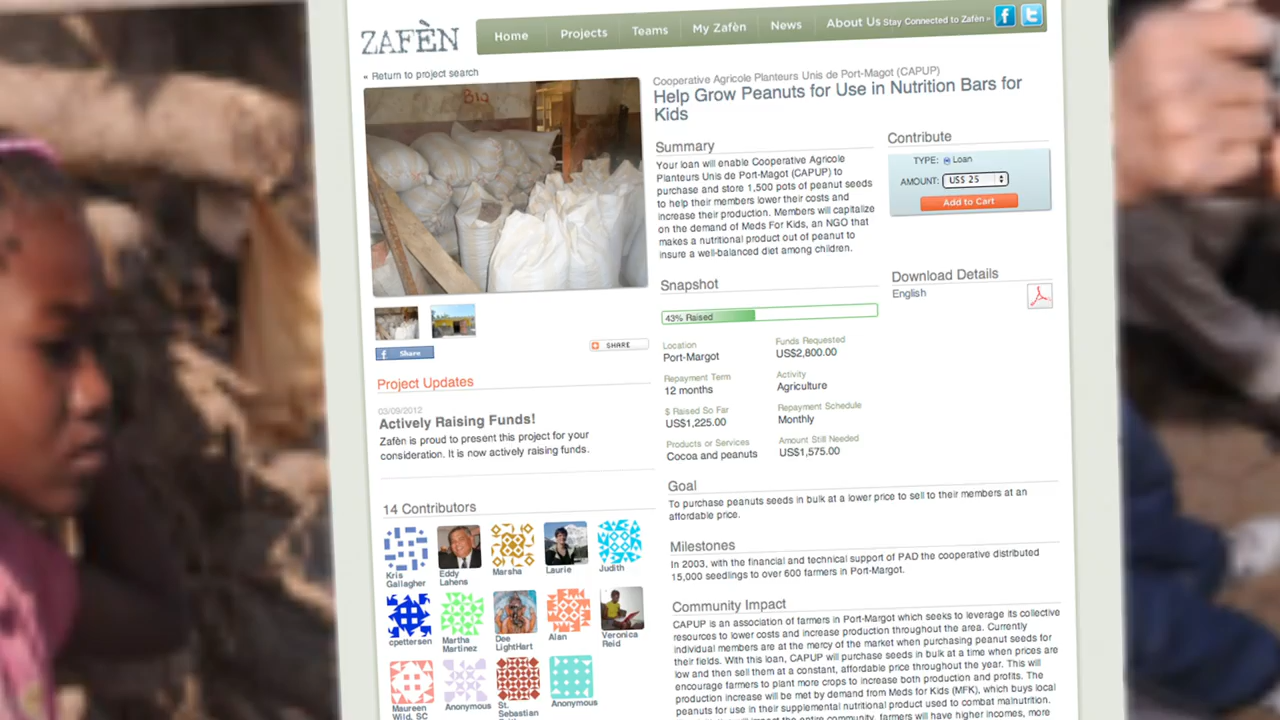 ZAFÈN
Home Projects Teams My Zafèn News About Us Stay Connected to Zafèn »
« Return to project search
Bio
Cooperative Agricole Planteurs Unis de Port-Magot (CAPUP)
Help Grow Peanuts for Use in Nutrition Bars for
Kids
Summary
Your loan will enable Cooperative Agricole
Planteurs Unis de Port-Magot (CAPUP) to
purchase and store 1,500 pots of peanut seeds
to help their members lower their costs and
increase their production. Members will capitalize
on the demand of Meds For Kids, an NGO that
makes a nutritional product out of peanut to
insure a well-balanced diet among children.
Contribute
TYPE: Loan
AMOUNT: US$ 25
Add to Cart
Download Details
English
Snapshot
43% Raised
Location
Port-Margot
Funds Requested
US$2,800.00
Repayment Term
12 months
Activity
Agriculture
$ Raised So Far
US$1,225.00
Repayment Schedule
Monthly
Products or Services
Cocoa and peanuts
Amount Still Needed
US$1,575.00
Share
SHARE
Project Updates
03/09/2012
Actively Raising Funds!
Zafèn is proud to present this project for your
consideration. It is now actively raising funds.
14 Contributors
Kris
Gallagher
Eddy
Lahens
Marsha
Laurie
Judith
cpettersen
Martha
Martinez
Dee
LightHart
Alan
Veronica
Reid
Maureen
Wild, SC
Anonymous
St.
Sebastian
Anonymous
Goal
To purchase peanuts seeds in bulk at a lower price to sell to their members at an
affordable price.
Milestones
In 2003, with the financial and technical support of PAD the cooperative distributed
15,000 seedlings to over 600 farmers in Port-Margot.
Community Impact
CAPUP is an association of farmers in Port-Margot which seeks to leverage its collective
resources to lower costs and increase production throughout the area. Currently
individual members are at the mercy of the market when purchasing peanut seeds for
their fields. With this loan, CAPUP will purchase seeds in bulk at a time when prices are
low and then sell them at a constant, affordable price throughout the year. This will
encourage farmers to plant more crops to increase both production and profits. The
production increase will be met by demand from Meds for Kids (MFK), which buys local
peanuts for use in their supplemental nutritional product used to combat malnutrition.
the entire community, farmers will have higher incomes, more